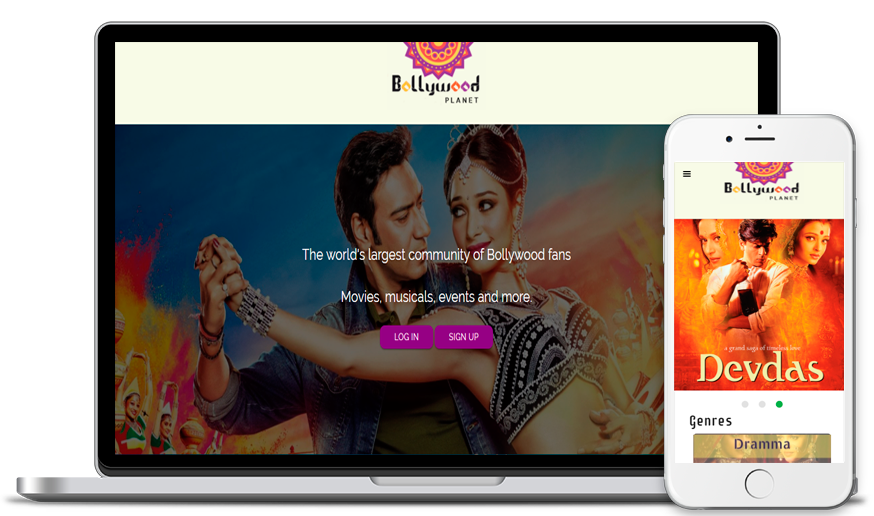 Bollywood
PLANET
The world's largest community of Bollywood fans
Movies, musicals, events and more.
LOG IN
SIGN UP
Bollywood
PLANET
a grand saga of timeless love
Devdas
Genres
Dramma